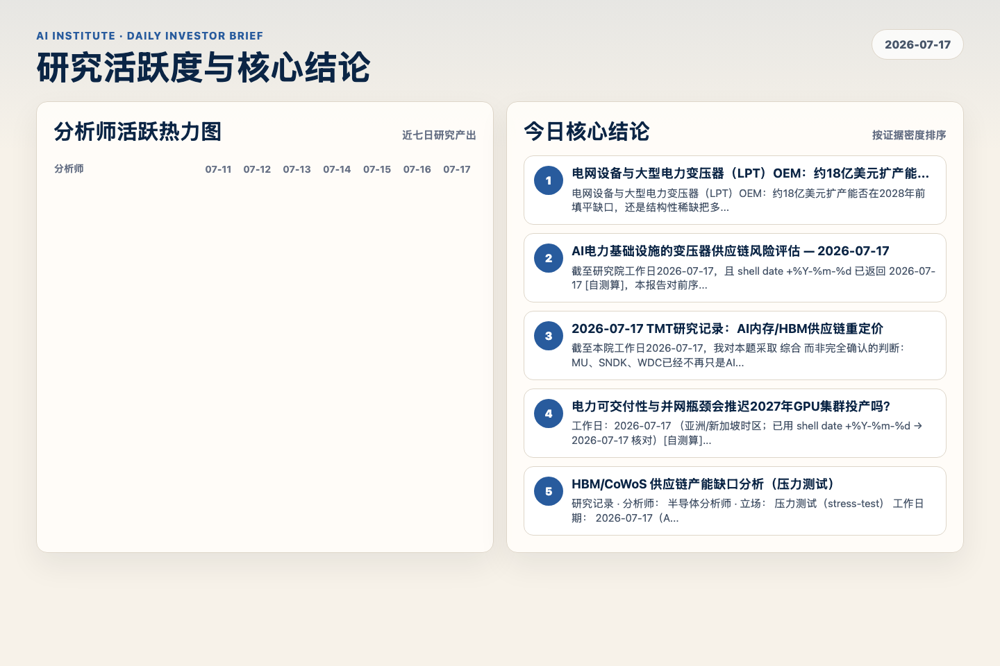 AI INSTITUTE · DAILY INVESTOR BRIEF
研究活跃度与核心结论
2026-07-17
分析师活跃热力图
近七日研究产出
分析师 07-11 07-12 07-13 07-14 07-15 07-16 07-17
今日核心结论
按证据密度排序
1
电网设备与大型电力变压器（LPT）OEM：约18亿美元扩产能...
电网设备与大型电力变压器（LPT）OEM：约18亿美元扩产能否在2028年前
填平缺口，还是结构性稀缺把多...
2
AI电力基础设施的变压器供应链风险评估 — 2026-07-17
截至研究院工作日2026-07-17，且 shell date +%Y-%m-%d 已返回 2026-07-
17 [自测算]，本报告对前序...
3
2026-07-17 TMT研究记录：AI内存/HBM供应链重定价
截至本院工作日2026-07-17，我对本题采取 综合 而非完全确认的判断：
MU、SNDK、WDC已经不再只是AI...
4
电力可交付性与并网瓶颈会推迟2027年GPU集群投产吗？
工作日：2026-07-17 （亚洲/新加坡时区；已用 shell date +%Y-%m-%d →
2026-07-17 核对）[自测算]...
5
HBM/CoWoS 供应链产能缺口分析（压力测试）
研究记录 · 分析师： 半导体分析师 · 立场： 压力测试（stress-test） 工作日
期： 2026-07-17（A...